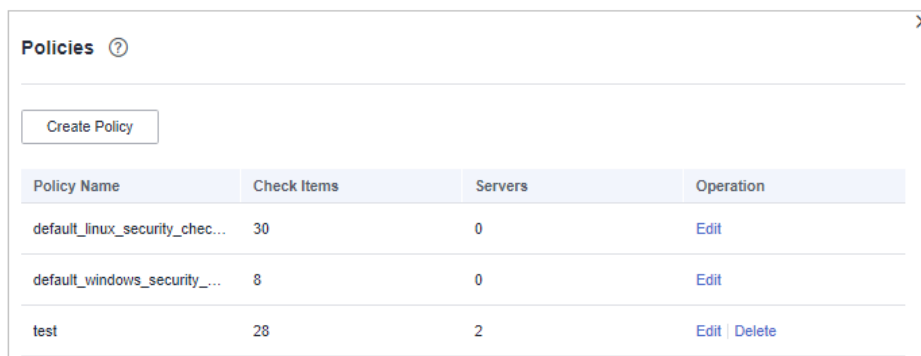 Policies ?
Create Policy
Policy Name Check Items Servers Operation
default_linux_security_chec... 30 0 Edit
default_windows_security_... 8 0 Edit
test 28 2 Edit | Delete